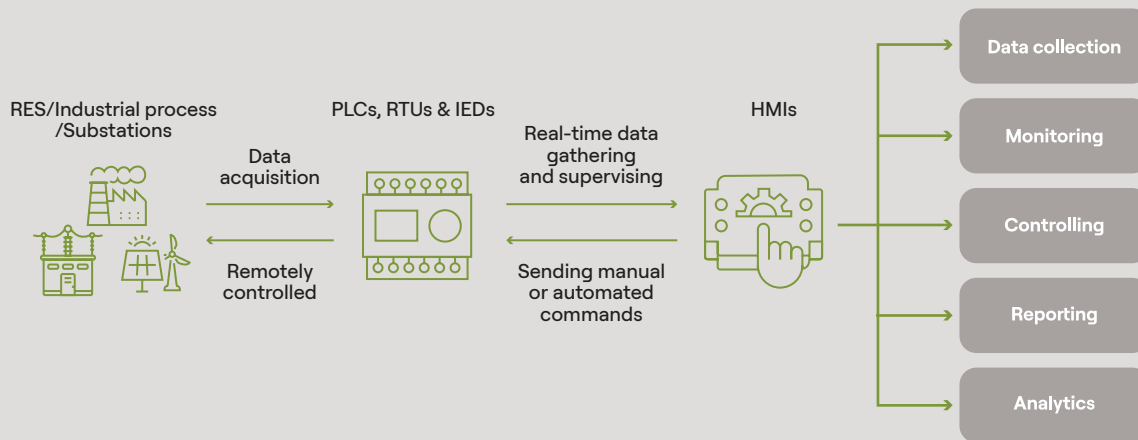 RES/Industrial process
/Substations
Data
acquisition
Remotely
controlled
PLCs, RTUs & IEDs
Real-time data
gathering
and supervising
Sending manual
or automated
commands
HMIs
Data collection
Monitoring
Controlling
Reporting
Analytics